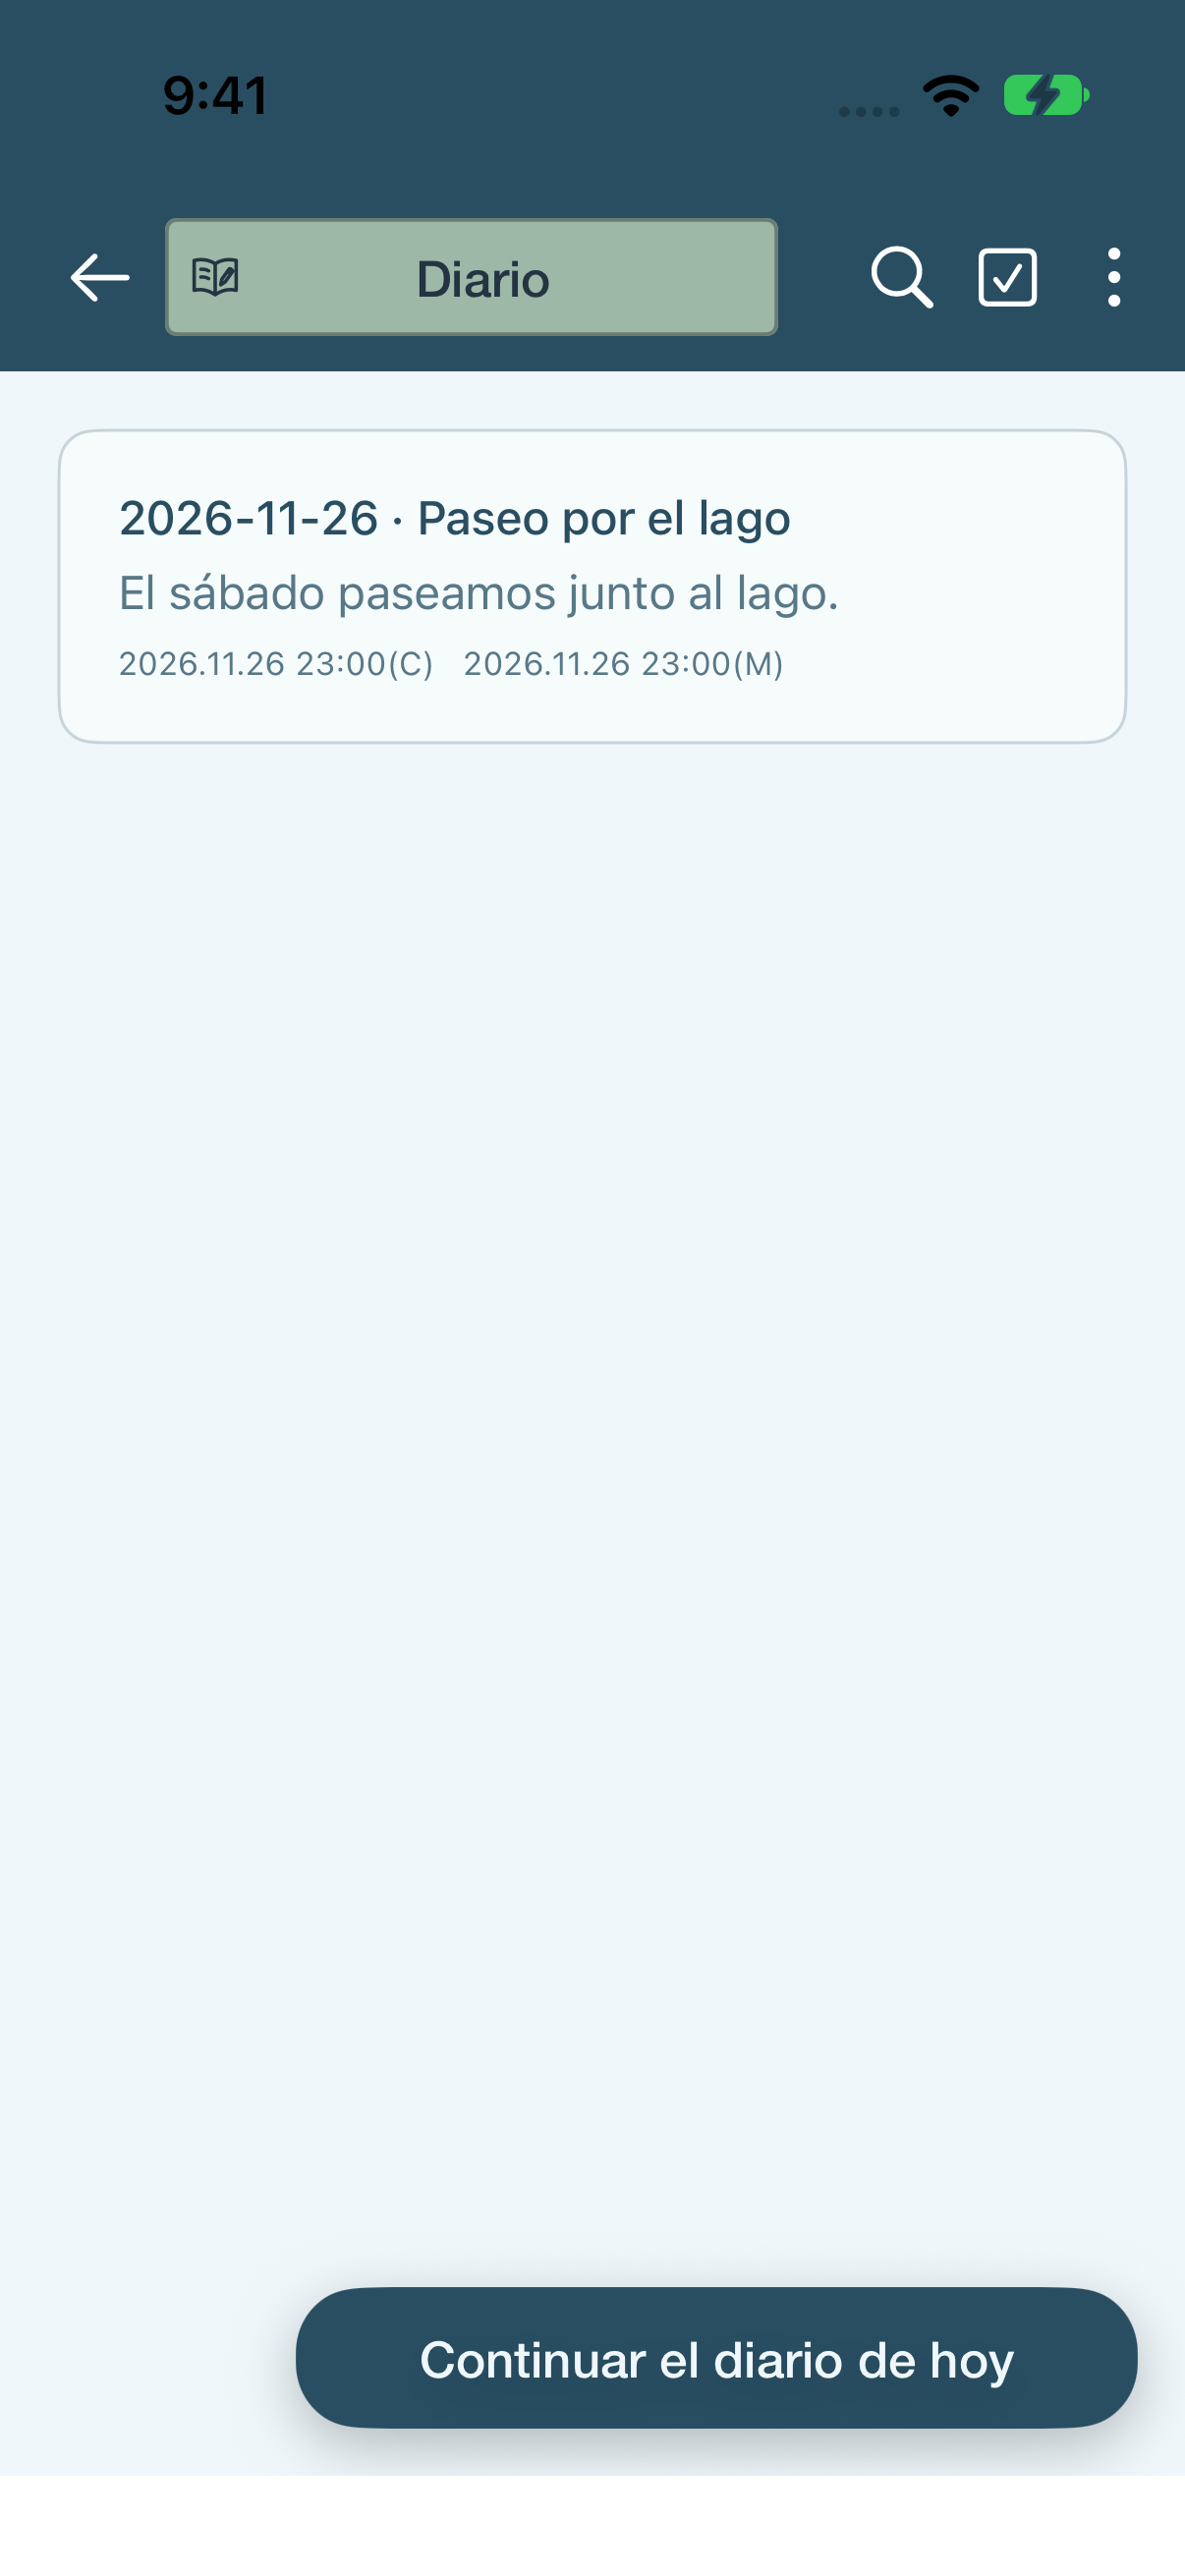 9:41
Diario
2026-11-26 · Paseo por el lago
El sábado paseamos junto al lago.
2026.11.26 23:00(C) 2026.11.26 23:00(M)
Continuar el diario de hoy